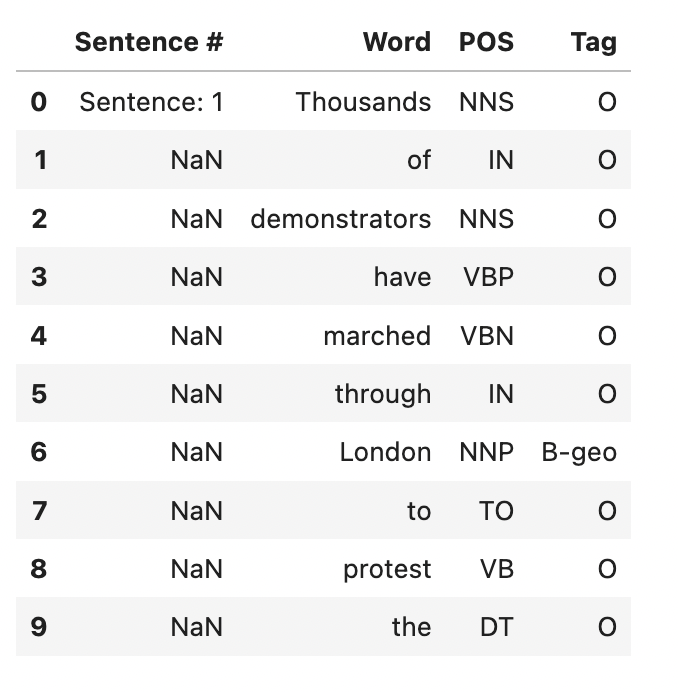 Sentence # Word POS Tag
0 Sentence: 1 Thousands NNS O
1 NaN of IN O
2 NaN demonstrators NNS O
3 NaN have VBP O
4 NaN marched VBN O
5 NaN through IN O
6 NaN London NNP B-geo
7 NaN to TO O
8 NaN protest VB O
9 NaN the DT O